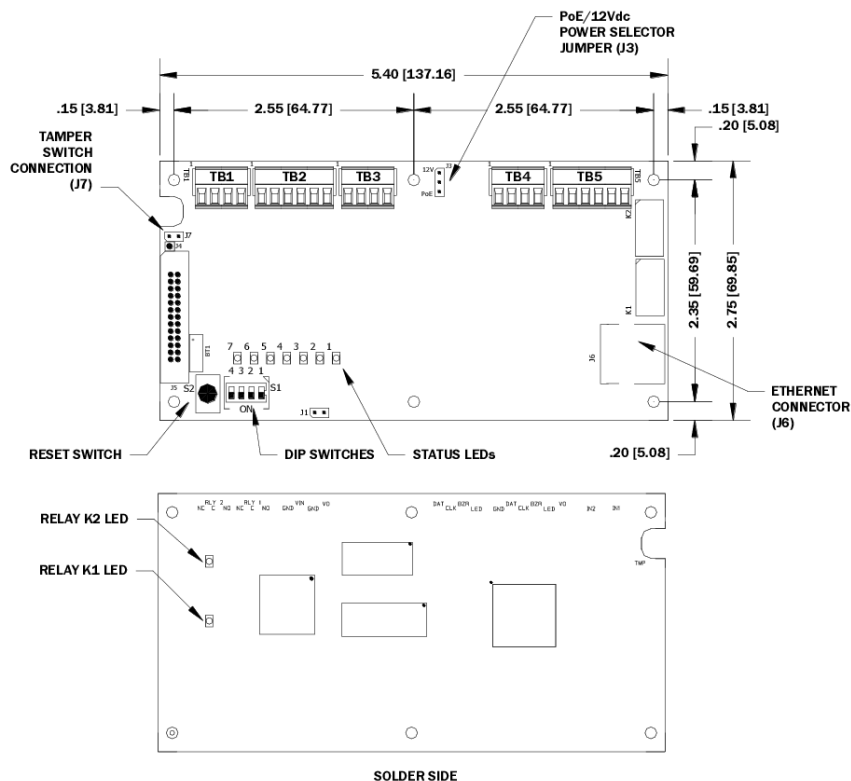 PoE/12Vdc
POWER SELECTOR
JUMPER (J3)
5.40 [137.16]
.15 [3.81]
2.55 [64.77]
2.55 [64.77]
.15 [3.81]
.20 [5.08]
TAMPER
SWITCH
CONNECTION
(J7)
1 TB1 1 TB2 1 TB3 12V J3 1 TB4 1 TB5
TB1
TB5
PoE
K2
J7
J4
2.35 [59.69]
2.75 [69.85]
K1
J6
7 6 5 4 3 2 1
BT1
4 3 2 1
J5 S2 S1
ON
J1
ETHERNET
CONNECTOR
(J6)
RESET SWITCH
DIP SWITCHES
STATUS LEDs
.20 [5.08]
RLY 2 RLY 1 VIN VO DAT BZR DAT BZR VO
NC C NO NC C NO GND GND CLK LED GND CLK LED IN2 IN1
RELAY K2 LED
TMP
RELAY K1 LED
SOLDER SIDE